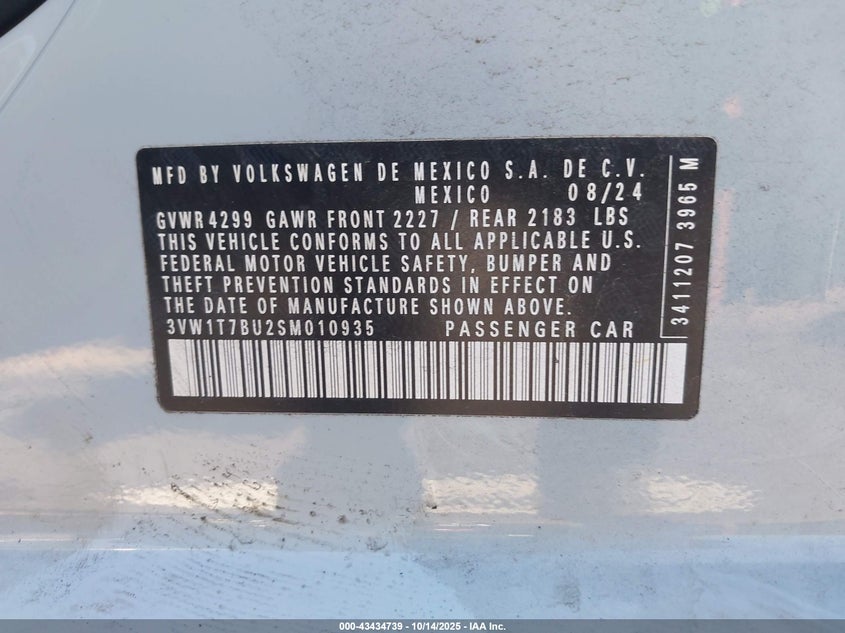 MFD BY VOLKSWAGEN DE MEXICO S.A. DE C.V.
MEXICO 08/24
GVWR 4299 GAWR FRONT 2227 / REAR 2183 LBS
THIS VEHICLE CONFORMS TO ALL APPLICABLE U.S.
FEDERAL MOTOR VEHICLE SAFETY, BUMPER AND
THEFT PREVENTION STANDARDS IN EFFECT ON
THE DATE OF MANUFACTURE SHOWN ABOVE.
3VW1T7BU2SM010935 PASSENGER CAR
3411207 3965 M
000-43434739 - 10/14/2025 - IAA Inc.